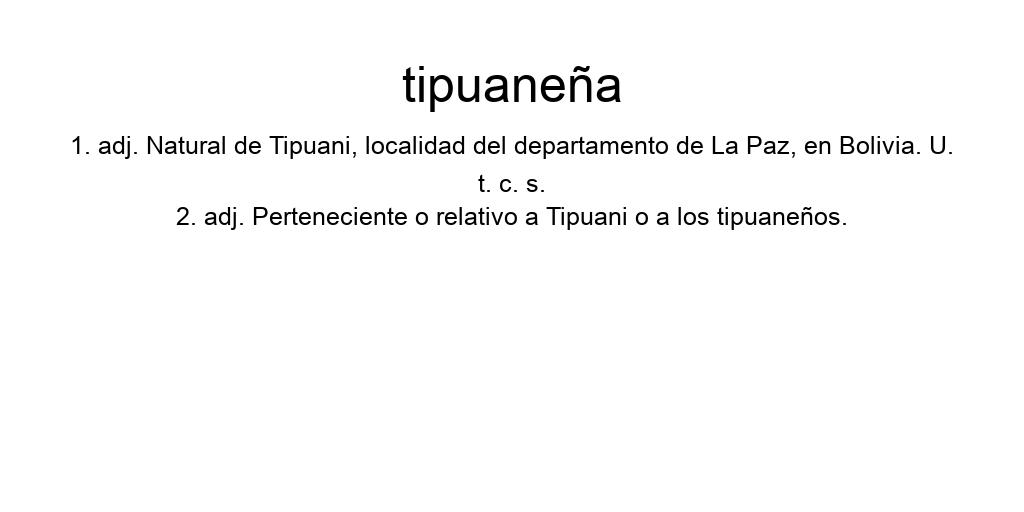 tipuaneña
1. adj. Natural de Tipuani, localidad del departamento de La Paz, en Bolivia. U.
t. c. s.
2. adj. Perteneciente o relativo a Tipuani o a los tipuaneños.